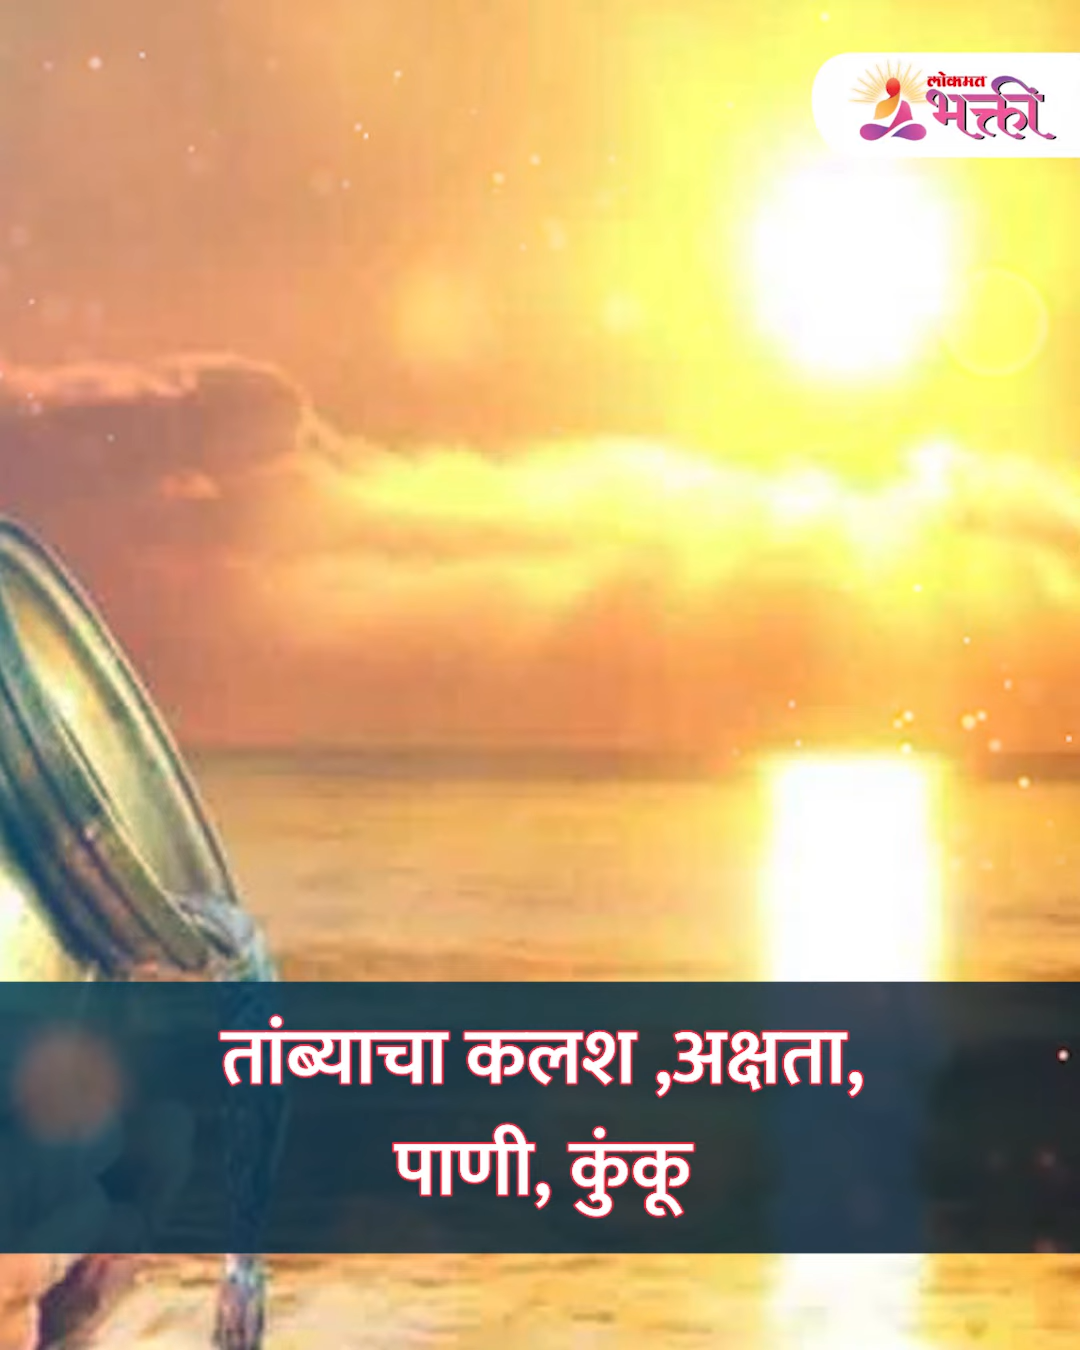 लोकमत
भक्ती
तांब्याचा कलश ,अक्षता,
पाणी, कुंकू